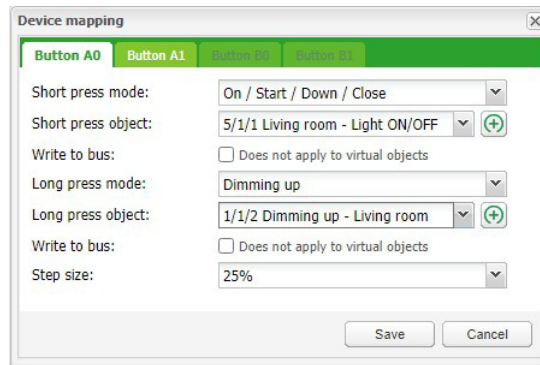 Device mapping
Button A0 Button A1 Button B0 Button B1
Short press mode: On / Start / Down / Close
Short press object: 5/1/1 Living room - Light ON/OFF
Write to bus: Does not apply to virtual objects
Long press mode: Dimming up
Long press object: 1/1/2 Dimming up - Living room
Write to bus: Does not apply to virtual objects
Step size: 25%
Save Cancel